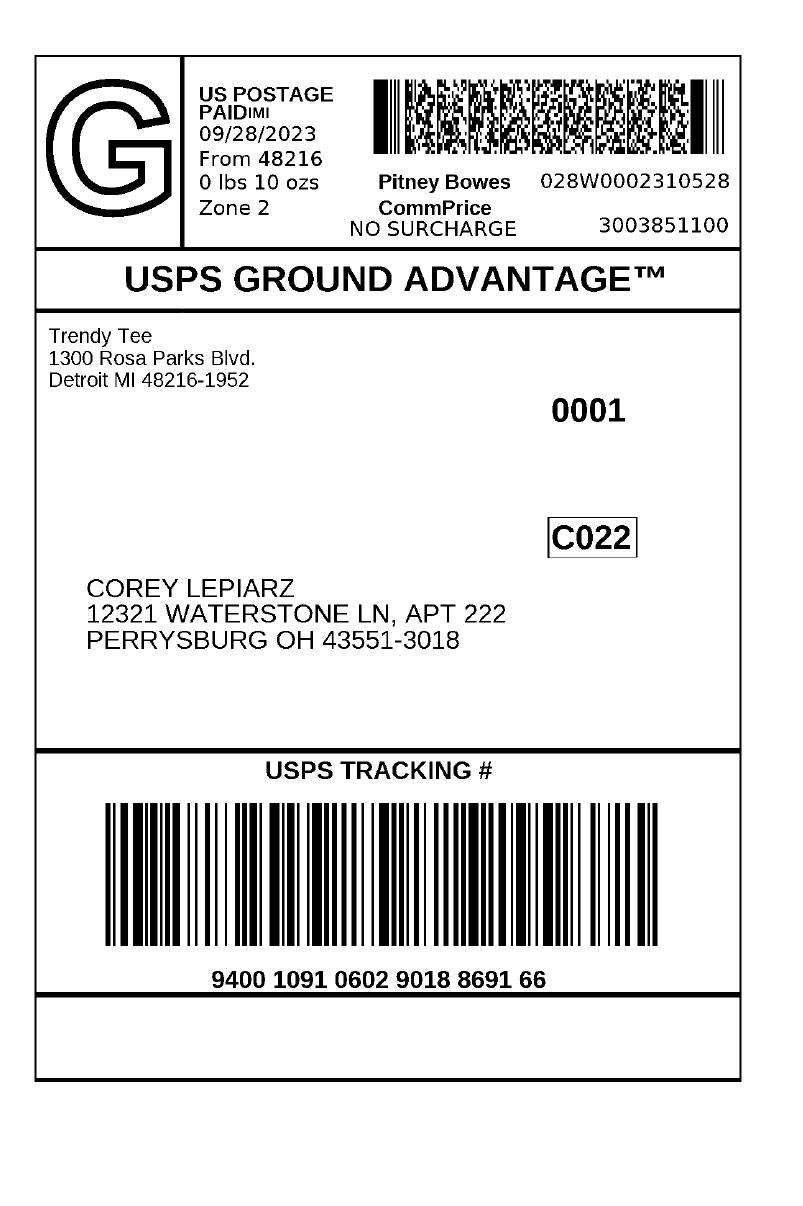 G
US POSTAGE
PAIDIMI
09/28/2023
From 48216
0 lbs 10 ozs
Zone 2
Pitney Bowes 028W0002310528
CommPrice
NO SURCHARGE 3003851100
USPS GROUND ADVANTAGE™
Trendy Tee
1300 Rosa Parks Blvd.
Detroit MI 48216-1952
0001
C022
COREY LEPIARZ
12321 WATERSTONE LN, APT 222
PERRYSBURG OH 43551-3018
USPS TRACKING #
9400 1091 0602 9018 8691 66